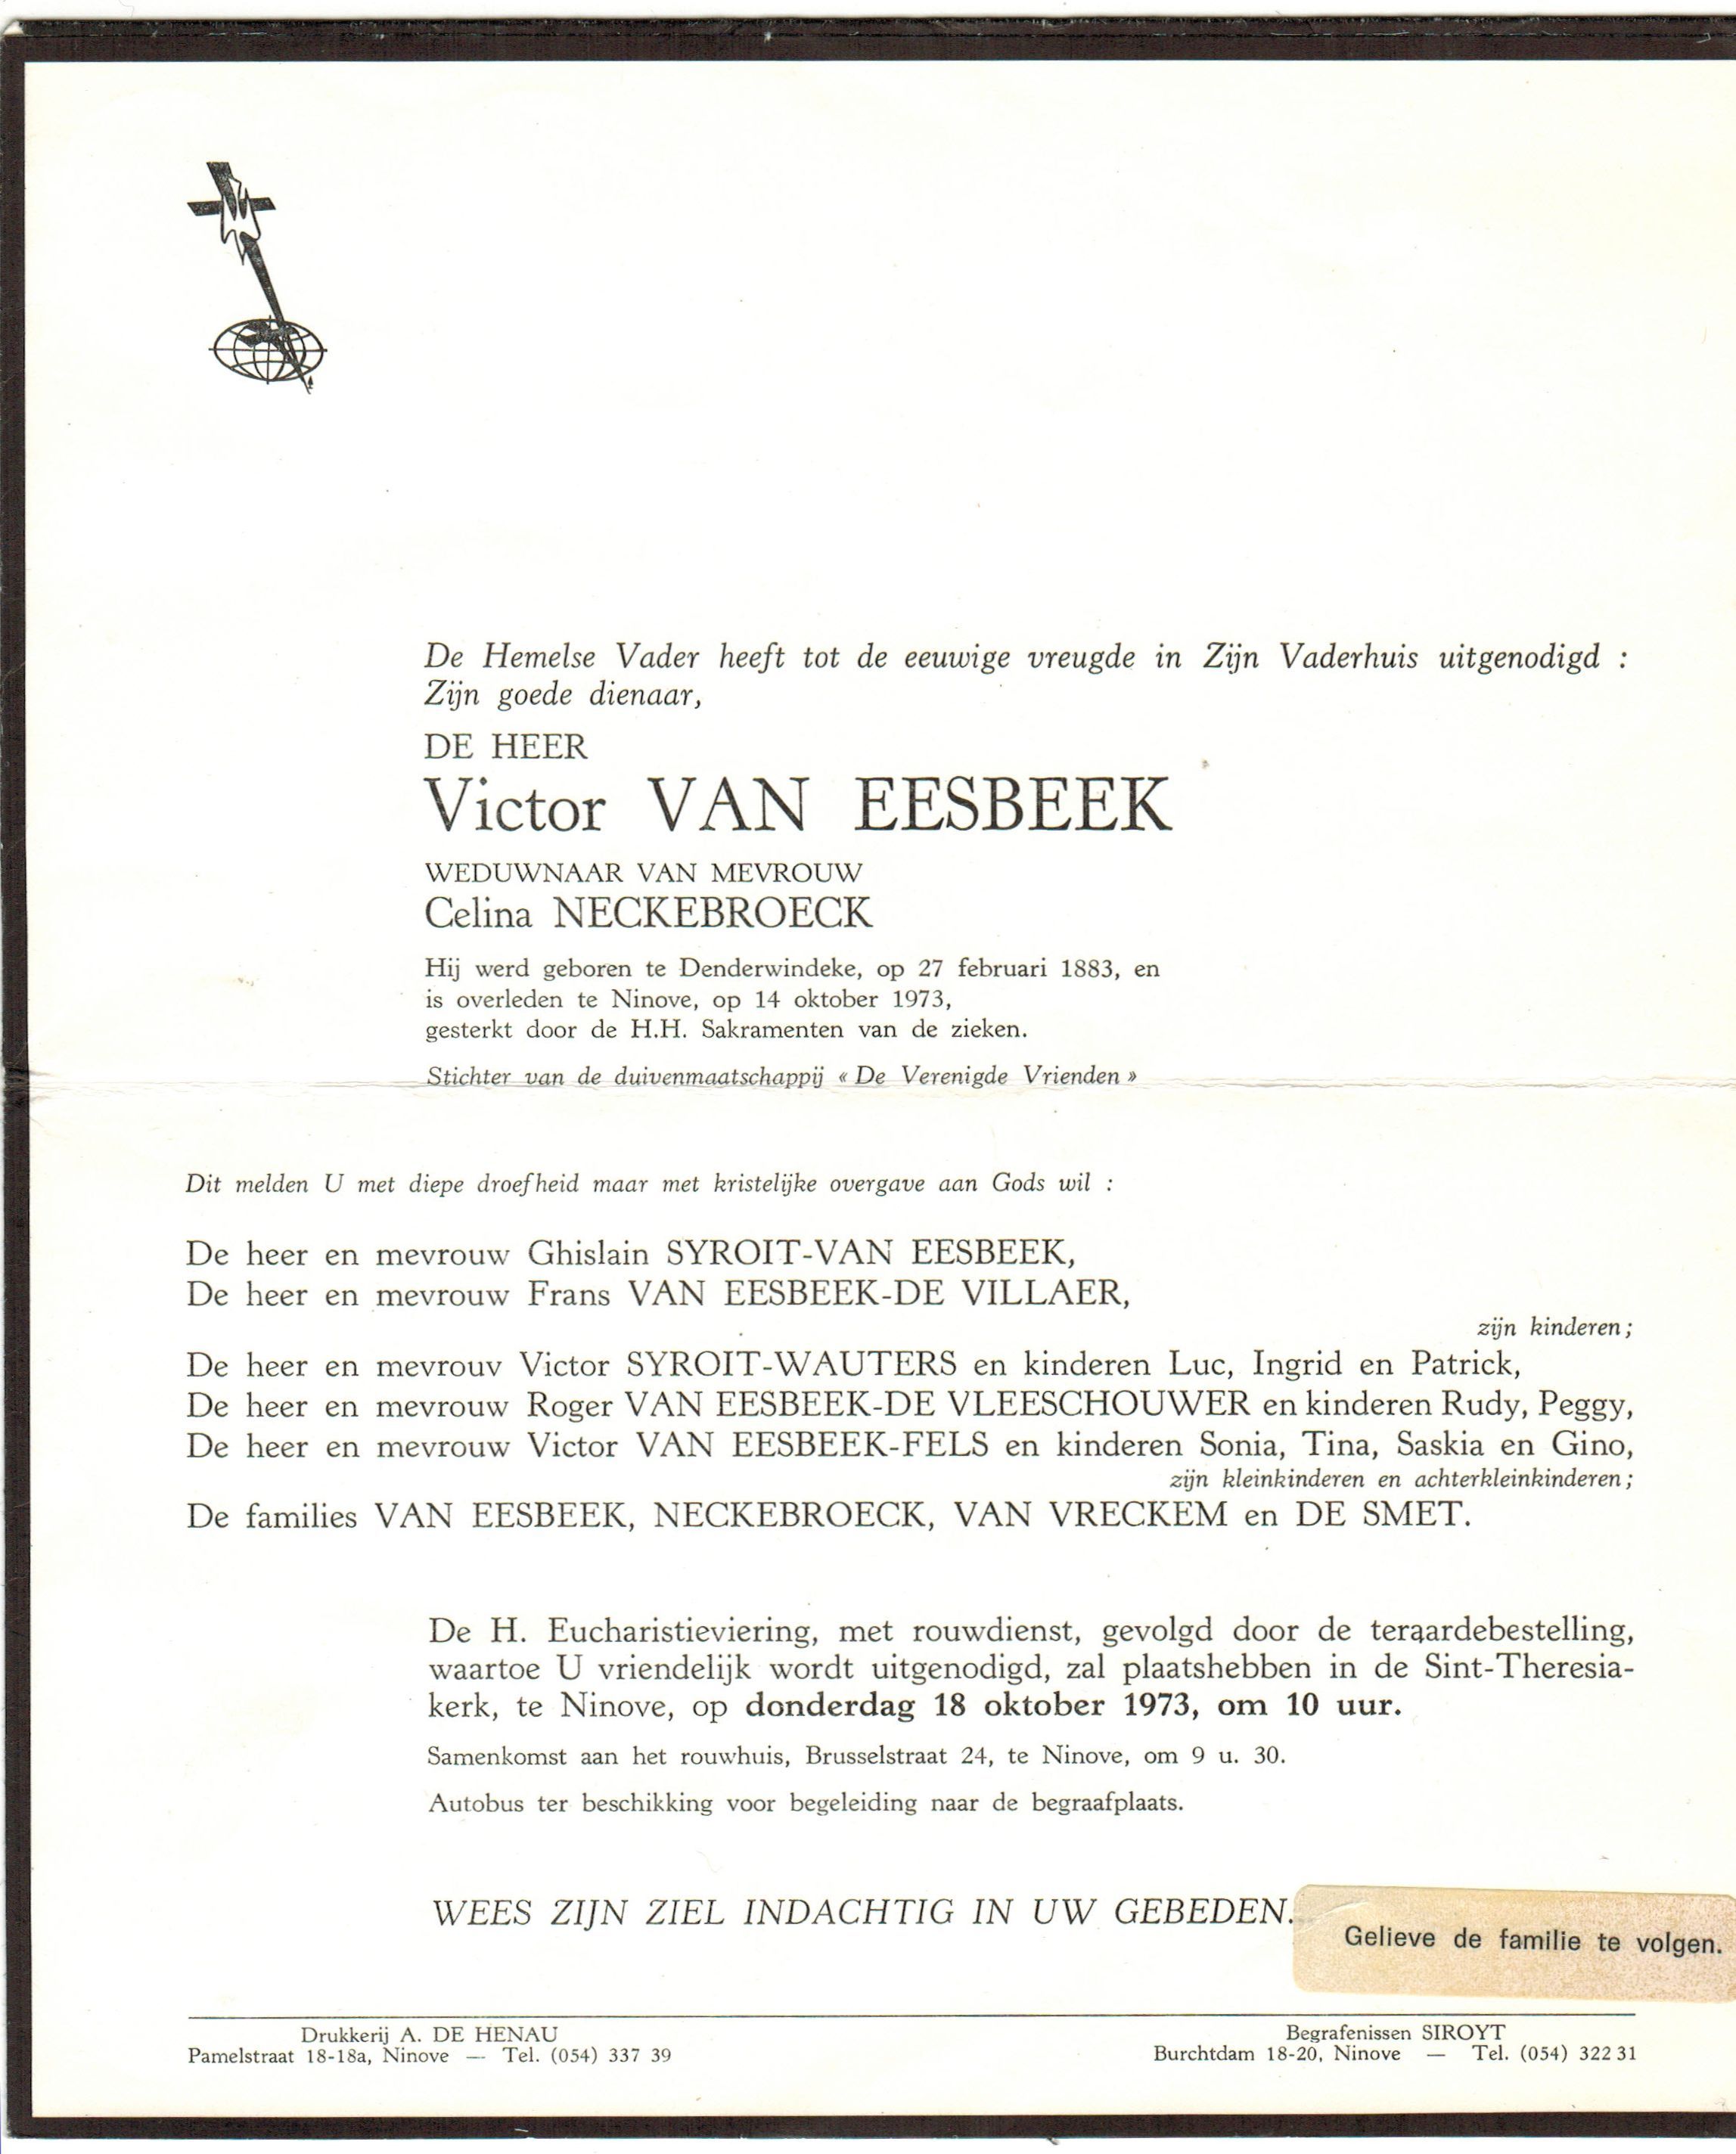 De Hemelse Vader heeft tot de eeuwige vreugde in Zijn Vaderhuis uitgenodigd :
Zijn goede dienaar,
DE HEER
Victor VAN EESBEEK
WEDUWNAAR VAN MEVROUW
Celina NECKEBROECK
Hij werd geboren te Denderwindeke, op 27 februari 1883, en
is overleden te Ninove, op 14 oktober 1973,
gesterkt door de H.H. Sakramenten van de zieken.
Stichter van de duivenmaatschappij « De Verenigde Vrienden »
Dit melden U met diepe droefheid maar met kristelijke overgave aan Gods wil :
De heer en mevrouw Ghislain SYROIT-VAN EESBEEK,
De heer en mevrouw Frans VAN EESBEEK-DE VILLAER,
zijn kinderen;
De heer en mevrouv Victor SYROIT-WAUTERS en kinderen Luc, Ingrid en Patrick,
De heer en mevrouw Roger VAN EESBEEK-DE VLEESCHOUWER en kinderen Rudy, Peggy,
De heer en mevrouw Victor VAN EESBEEK-FELS en kinderen Sonia, Tina, Saskia en Gino,
zijn kleinkinderen en achterkleinkinderen;
De families VAN EESBEEK, NECKEBROECK, VAN VRECKEM en DE SMET.
De H. Eucharistieviering, met rouwdienst, gevolgd door de teraardebestelling,
waartoe U vriendelijk wordt uitgenodigd, zal plaatshebben in de Sint-Theresia-
kerk, te Ninove, op donderdag 18 oktober 1973, om 10 uur.
Samenkomst aan het rouwhuis, Brusselstraat 24, te Ninove, om 9 u. 30.
Autobus ter beschikking voor begeleiding naar de begraafplaats.
WEES ZIJN ZIEL INDACHTIG IN UW GEBEDEN.
Gelieve de familie te volgen.
Drukkerij A. DE HENAU
Pamelstraat 18-18a, Ninove — Tel. (054) 337 39
Begrafenissen SIROYT
Burchtdam 18-20, Ninove — Tel. (054) 322 31